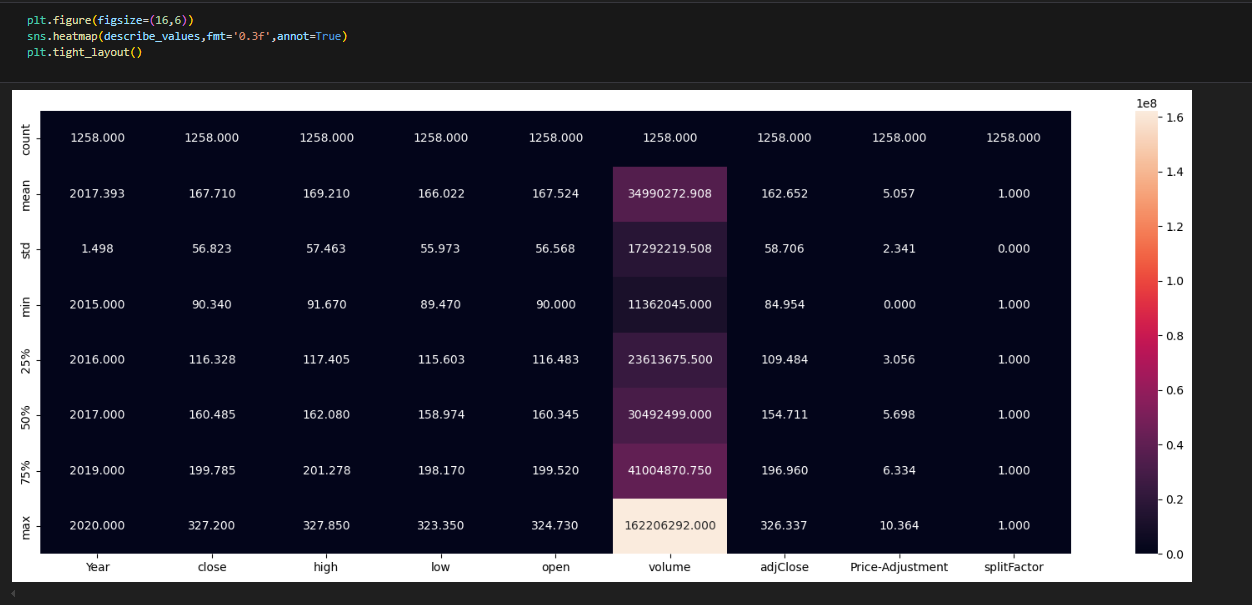 plt.figure(figsize=(16,6))
sns.heatmap(describe_values,fmt='0.3f',annot=True)
plt.tight_layout()
1e8
count 1258.000 1258.000 1258.000 1258.000 1258.000 1258.000 1258.000 1258.000 1258.000
mean 2017.393 167.710 169.210 166.022 167.524 34990272.908 162.652 5.057 1.000
std 1.498 56.823 57.463 55.973 56.568 17292219.508 58.706 2.341 0.000
min 2015.000 90.340 91.670 89.470 90.000 11362045.000 84.954 0.000 1.000
25% 2016.000 116.328 117.405 115.603 116.483 23613675.500 109.484 3.056 1.000
50% 2017.000 160.485 162.080 158.974 160.345 30492499.000 154.711 5.698 1.000
75% 2019.000 199.785 201.278 198.170 199.520 41004870.750 196.960 6.334 1.000
max 2020.000 327.200 327.850 323.350 324.730 162206292.000 326.337 10.364 1.000
Year close high low open volume adjClose Price-Adjustment splitFactor
1.6
1.4
1.2
1.0
0.8
0.6
0.4
0.2
0.0